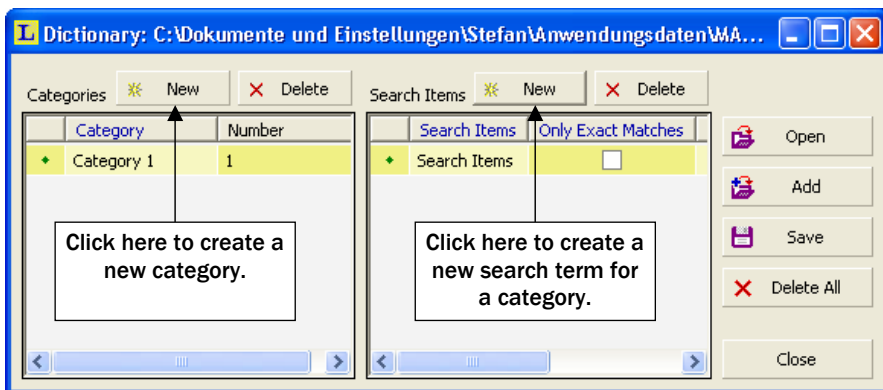 L Dictionary: C:\Dokumente und Einstellungen\Stefan\Anwendungsdaten\MA...
Categories New Delete Search Items New Delete
Category Number Search Items Only Exact Matches
Category 1 1 Search Items
Open
Add
Save
Delete All
Close
Click here to create a
new category.
Click here to create a
new search term for
a category.